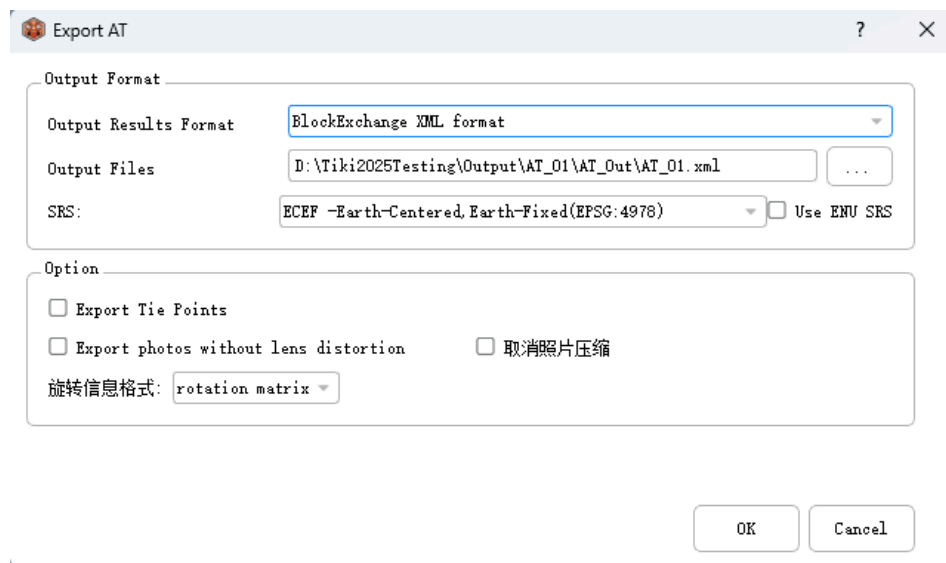 Export AT
?
Output Format
Output Results Format BlockExchange XML format
Output Files D:\Tiki2025Testing\Output\AT_01\AT_Out\AT_01.xml ...
SRS: ECEF -Earth-Centered,Earth-Fixed(EPSG:4978) Use ENU SRS
Option
Export Tie Points
Export photos without lens distortion 取消照片压缩
旋转信息格式: rotation matrix
OK Cancel